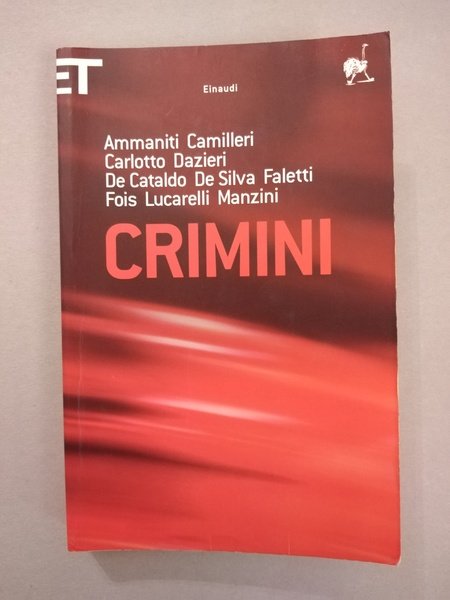 ET
Einaudi
Ammaniti Camilleri
Carlotto Dazieri
De Cataldo De Silva Faletti
Fois Lucarelli Manzini
CRIMINI